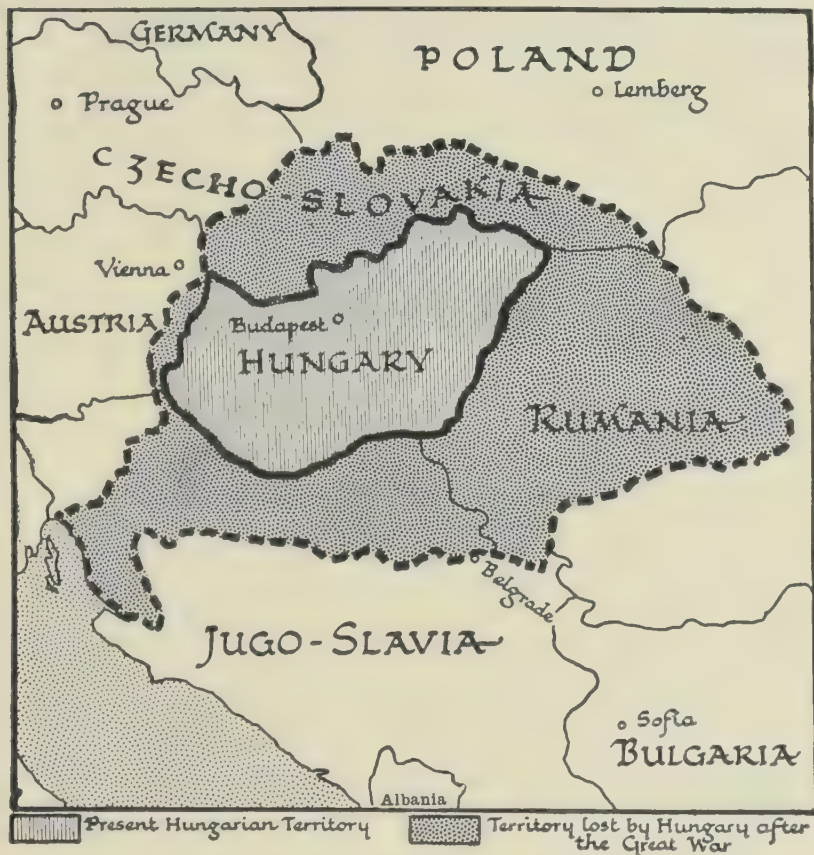 GERMANY
POLAND
Lemberg
Prague
CZECHO-SLOVAKIA
Vienna
AUSTRIA
Budapest
HUNGARY
RUMANIA
Belgrade
JUGO-SLAVIA
Sofia
BULGARIA
Albania
Present Hungarian Territory
Territory lost by Hungary after
the Great War